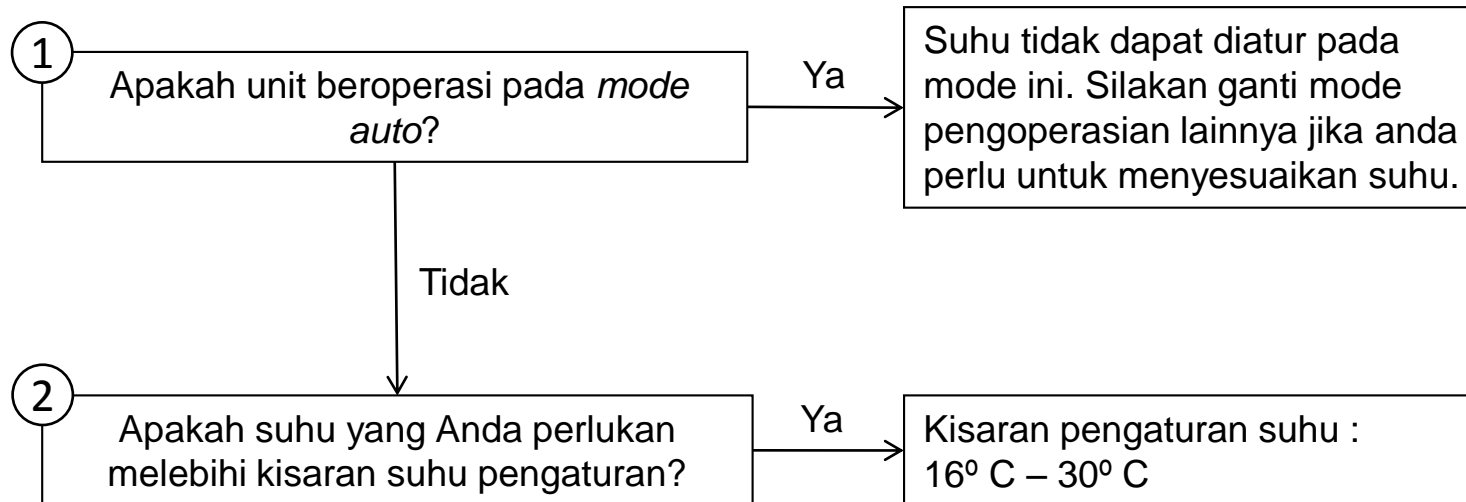 1
Apakah unit beroperasi pada mode
auto?
Ya
Suhu tidak dapat diatur pada
mode ini. Silakan ganti mode
pengoperasian lainnya jika anda
perlu untuk menyesuaikan suhu.
Tidak
2
Apakah suhu yang Anda perlukan
melebihi kisaran suhu pengaturan?
Ya
Kisaran pengaturan suhu :
16º C – 30º C